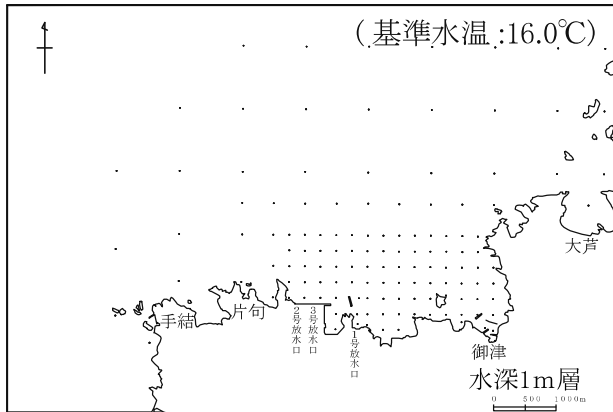 (基準水温:16.0℃)
大芦
手結
片句
2号放水口
3号放水口
1号放水口
御津
水深1m層
0 500 1000m